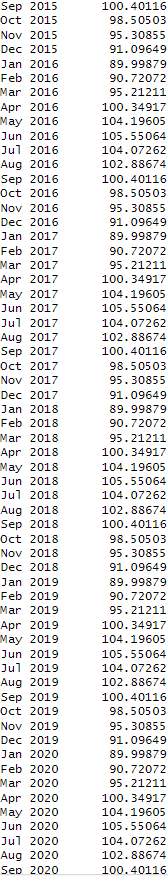 Sep 2015 100.40116
Oct 2015 98.50503
Nov 2015 95.30855
Dec 2015 91.09649
Jan 2016 89.99879
Feb 2016 90.72072
Mar 2016 95.21211
Apr 2016 100.34917
May 2016 104.19605
Jun 2016 105.55064
Jul 2016 104.07262
Aug 2016 102.88674
Sep 2016 100.40116
Oct 2016 98.50503
Nov 2016 95.30855
Dec 2016 91.09649
Jan 2017 89.99879
Feb 2017 90.72072
Mar 2017 95.21211
Apr 2017 100.34917
May 2017 104.19605
Jun 2017 105.55064
Jul 2017 104.07262
Aug 2017 102.88674
Sep 2017 100.40116
Oct 2017 98.50503
Nov 2017 95.30855
Dec 2017 91.09649
Jan 2018 89.99879
Feb 2018 90.72072
Mar 2018 95.21211
Apr 2018 100.34917
May 2018 104.19605
Jun 2018 105.55064
Jul 2018 104.07262
Aug 2018 102.88674
Sep 2018 100.40116
Oct 2018 98.50503
Nov 2018 95.30855
Dec 2018 91.09649
Jan 2019 89.99879
Feb 2019 90.72072
Mar 2019 95.21211
Apr 2019 100.34917
May 2019 104.19605
Jun 2019 105.55064
Jul 2019 104.07262
Aug 2019 102.88674
Sep 2019 100.40116
Oct 2019 98.50503
Nov 2019 95.30855
Dec 2019 91.09649
Jan 2020 89.99879
Feb 2020 90.72072
Mar 2020 95.21211
Apr 2020 100.34917
May 2020 104.19605
Jun 2020 105.55064
Jul 2020 104.07262
Aug 2020 102.88674
Sep 2020 100.40116